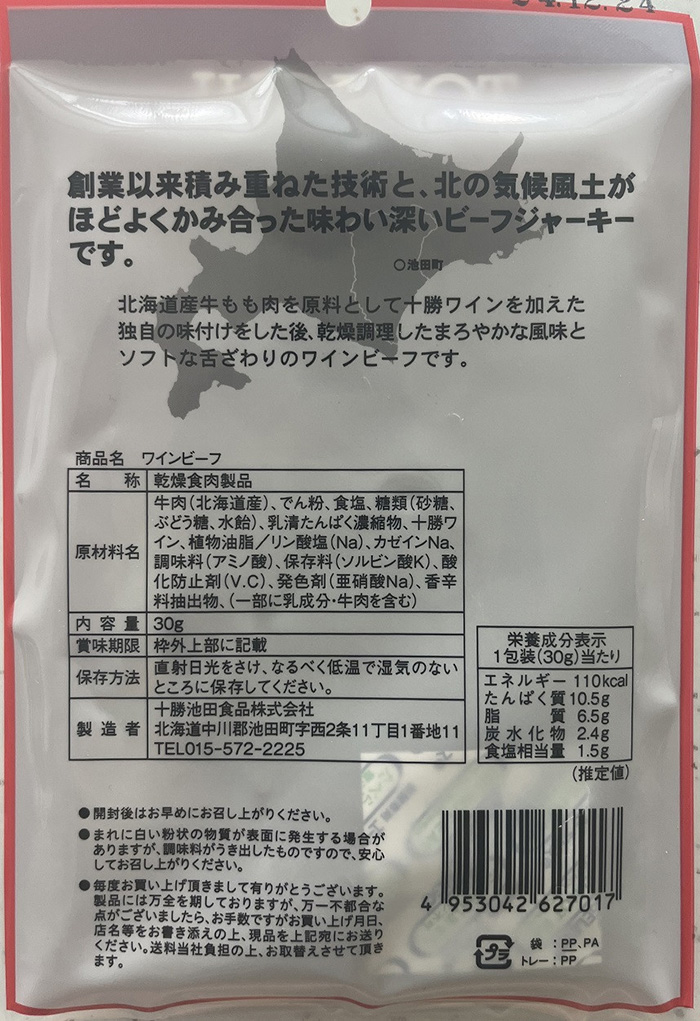 24.12.24
創業以来積み重ねた技術と、北の気候風土が
ほどよくかみ合った味わい深いビーフジャーキー
です。
○池田町
北海道産牛もも肉を原料として十勝ワインを加えた
独自の味付けをした後、乾燥調理したまろやかな風味と
ソフトな舌ざわりのワインビーフです。
商品名 ワインビーフ
名称 乾燥食肉製品
原材料名 牛肉(北海道産)、でん粉、食塩、糖類(砂糖、
ぶどう糖、水飴)、乳清たんぱく濃縮物、十勝ワ
イン、植物油脂/リン酸塩(Na)、カゼインNa、
調味料(アミノ酸)、保存料(ソルビン酸K)、酸
化防止剤(V.C)、発色剤(亜硝酸Na)、香辛
料抽出物、(一部に乳成分・牛肉を含む)
内容量 30g
賞味期限 枠外上部に記載
保存方法 直射日光をさけ、なるべく低温で湿気のない
ところに保存してください。
製造者 十勝池田食品株式会社
北海道中川郡池田町字西2条11丁目1番地11
TEL015-572-2225
栄養成分表示
1包装(30g)当たり
エネルギー 110kcal
たんぱく質 10.5g
脂質 6.5g
炭水化物 2.4g
食塩相当量 1.5g
(推定値)
●開封後はお早めにお召し上がりください。
●まれに白い粉状の物質が表面に発生する場合が
ありますが、調味料がうき出したものですので、安心
してお召し上がりください。
●毎度お買い上げ頂きまして有りがとうございます。
製品には万全を期しておりますが、万一不都合な
点がございましたら、お手数ですがお買い上げ月日、
店名等をお書き添えの上、現品を上記宛にお送り
ください。送料当社負担の上、お取替えさせて頂き
ます。
4 953042 627017
プラ
袋:PP.PA
トレー:PP